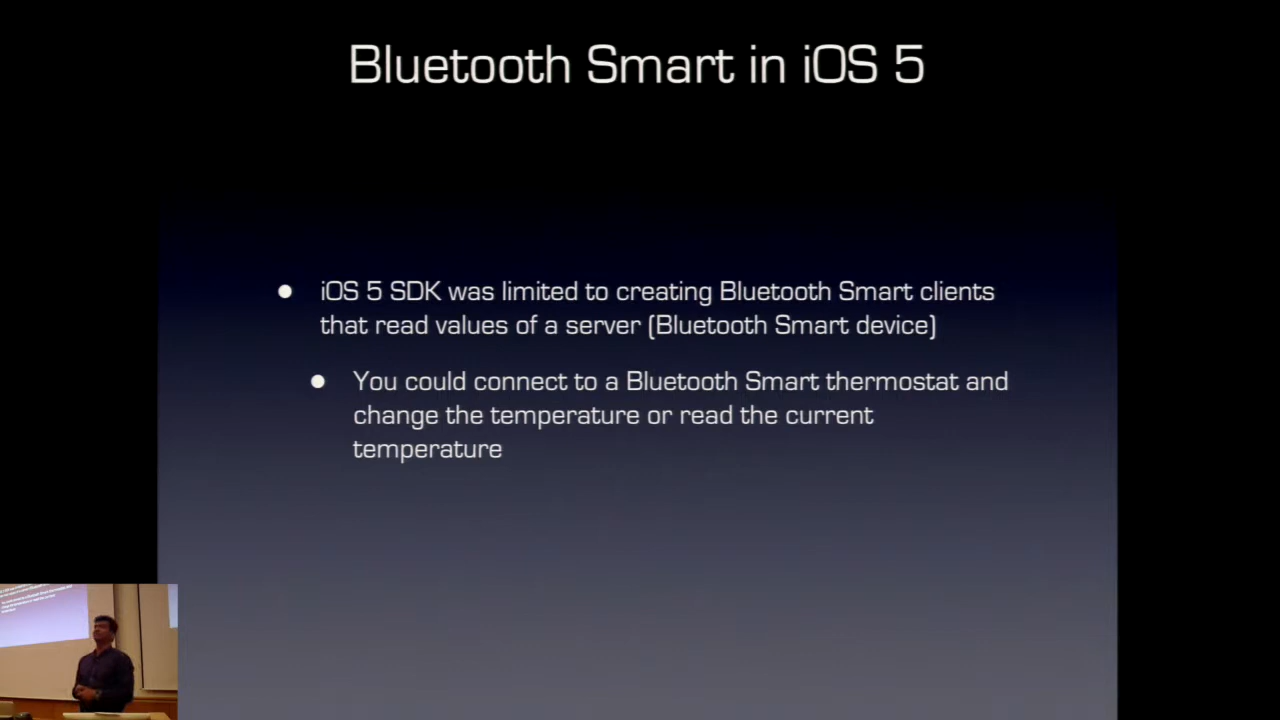 Bluetooth Smart in iOS 5
● iOS 5 SDK was limited to creating Bluetooth Smart clients
that read values of a server (Bluetooth Smart device)
● You could connect to a Bluetooth Smart thermostat and
change the temperature or read the current
temperature